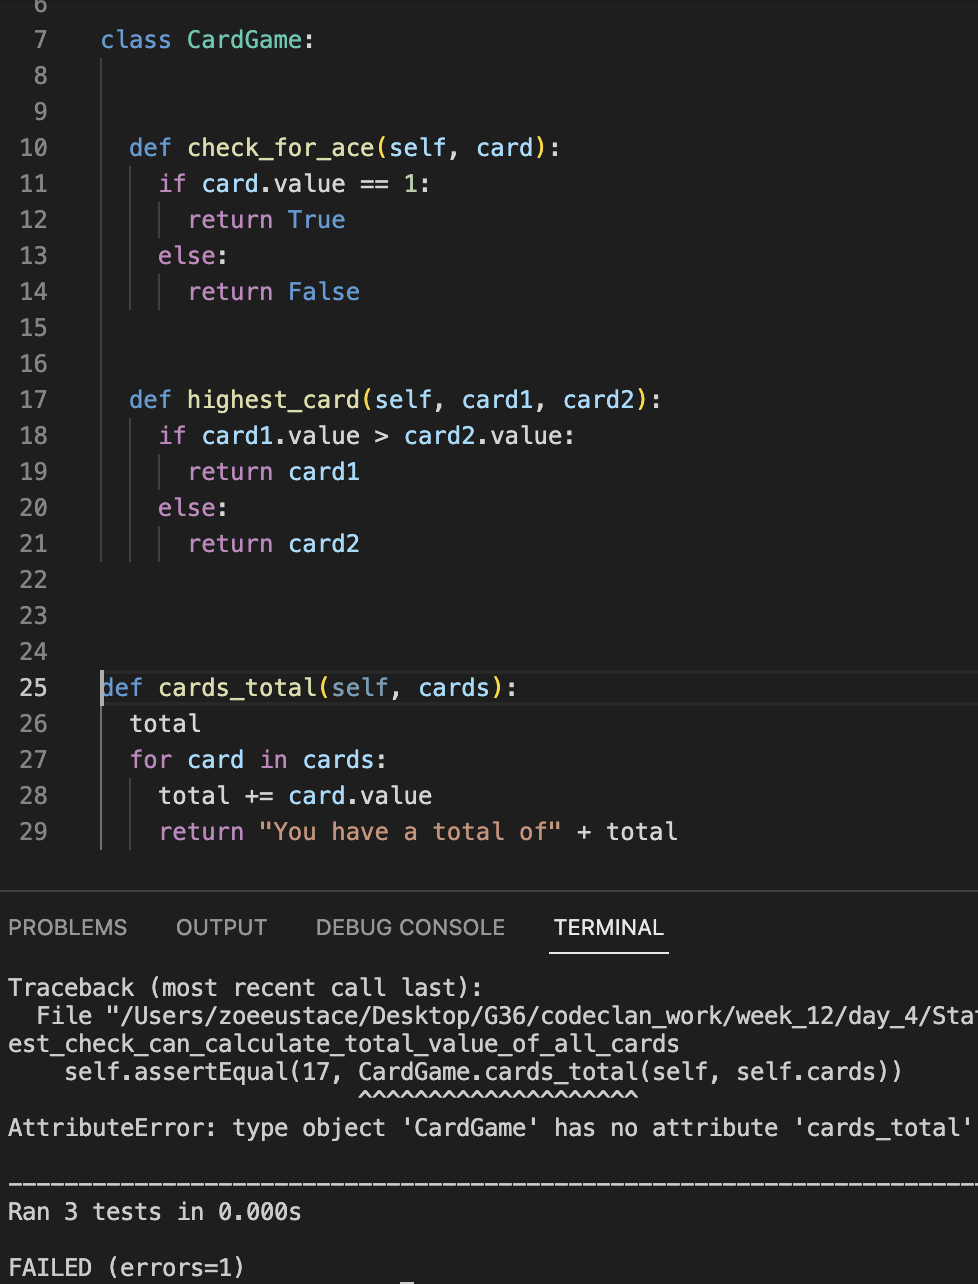 6
7 class CardGame:
8
9
10 def check_for_ace(self, card):
11 if card.value == 1:
12 return True
13 else:
14 return False
15
16
17 def highest_card(self, card1, card2):
18 if card1.value > card2.value:
19 return card1
20 else:
21 return card2
22
23
24
25 def cards_total(self, cards):
26 total
27 for card in cards:
28 total += card.value
29 return "You have a total of" + total
PROBLEMS OUTPUT DEBUG CONSOLE TERMINAL
Traceback (most recent call last):
File "/Users/zoeeustace/Desktop/G36/codeclan_work/week_12/day_4/Sta
est_check_can_calculate_total_value_of_all_cards
self.assertEqual(17, CardGame.cards_total(self, self.cards))
^^^^^^^^^^^^^^^^^^^^
AttributeError: type object 'CardGame' has no attribute 'cards_total'
----------------------------------------------------------------------
Ran 3 tests in 0.000s
FAILED (errors=1)